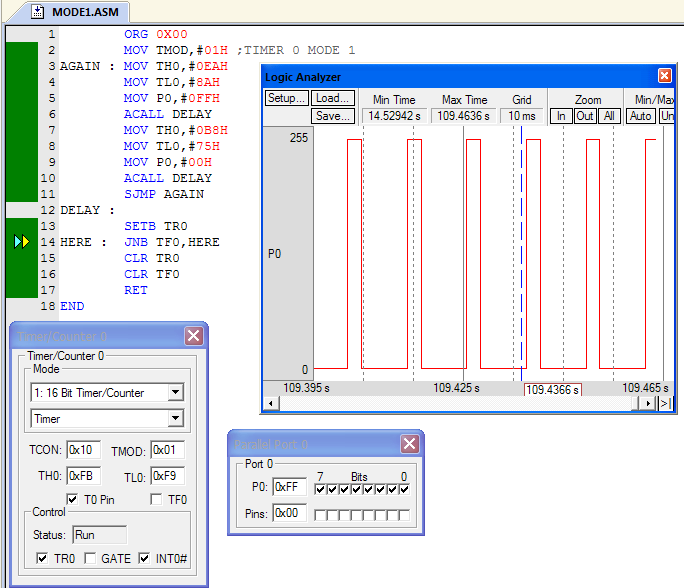 MODE1.ASM
1 ORG 0X00
2 MOV TMOD,#01H ;TIMER 0 MODE 1
3 AGAIN : MOV TH0,#0EAH
4 MOV TL0,#8AH
5 MOV P0,#0FFH
6 ACALL DELAY
7 MOV TH0,#0B8H
8 MOV TL0,#75H
9 MOV P0,#00H
10 ACALL DELAY
11 SJMP AGAIN
12 DELAY :
13 SETB TR0
14 HERE : JNB TF0,HERE
15 CLR TR0
16 CLR TF0
17 RET
18 END
Logic Analyzer
Setup... Load... Min Time Max Time Grid Zoom Min/Max
Save... 14.52942 s 109.4636 s 10 ms In Out All Auto Un
255
P0
0
109.395 s 109.425 s 109.4366 s 109.465 s
Timer/Counter 0
Timer/Counter 0
Mode
1: 16 Bit Timer/Counter
Timer
TCON: 0x10 TMOD: 0x01
TH0: 0xFB TL0: 0xF9
T0 Pin TF0
Control
Status: Run
TR0 GATE INT0#
Parallel Port 0
Port 0
7 Bits 0
P0: 0xFF
Pins: 0x00